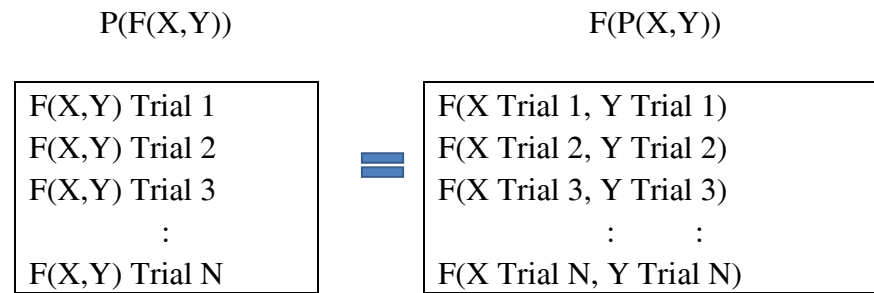 P(F(X,Y)) F(P(X,Y))
F(X,Y) Trial 1 F(X Trial 1, Y Trial 1)
F(X,Y) Trial 2 F(X Trial 2, Y Trial 2)
F(X,Y) Trial 3 F(X Trial 3, Y Trial 3)
: : :
F(X,Y) Trial N F(X Trial N, Y Trial N)